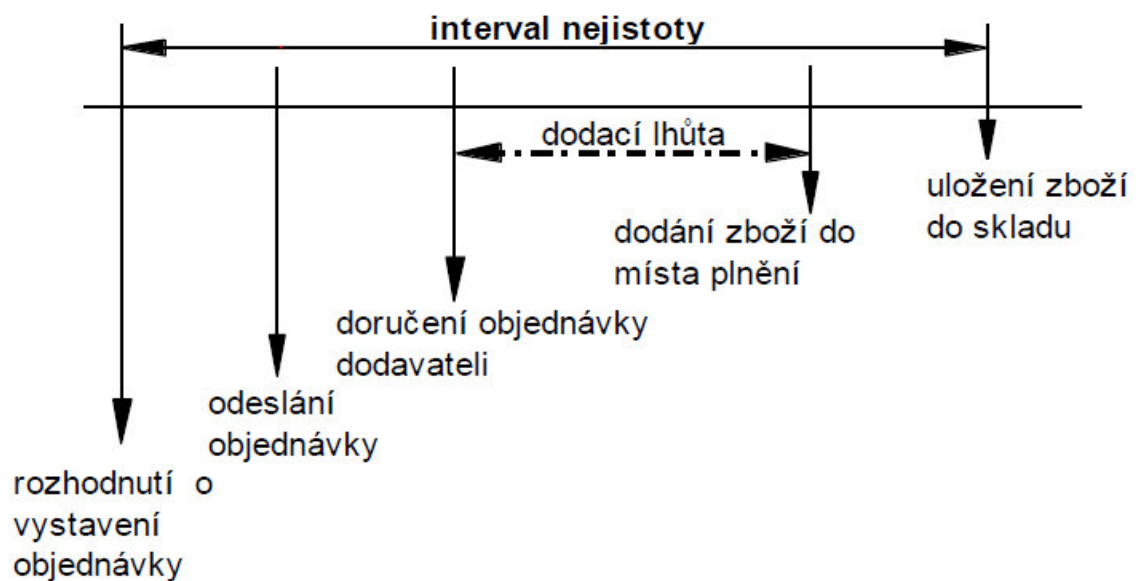 interval nejistoty
dodací lhůta
uložení zboží
do skladu
dodání zboží do
místa plnění
doručení objednávky
dodavateli
odeslání
objednávky
rozhodnutí o
vystavení
objednávky